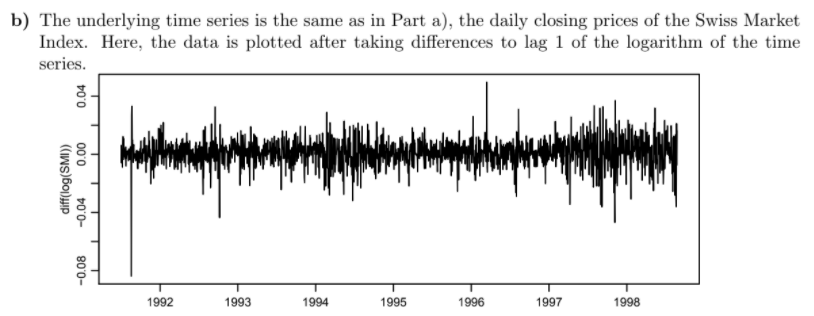 b) The underlying time series is the same as in Part a), the daily closing prices of the Swiss Market
Index. Here, the data is plotted after taking differences to lag 1 of the logarithm of the time
series.
0.04
0.00
-0.04
-0.08
diff(log(SMI))
1992 1993 1994 1995 1996 1997 1998